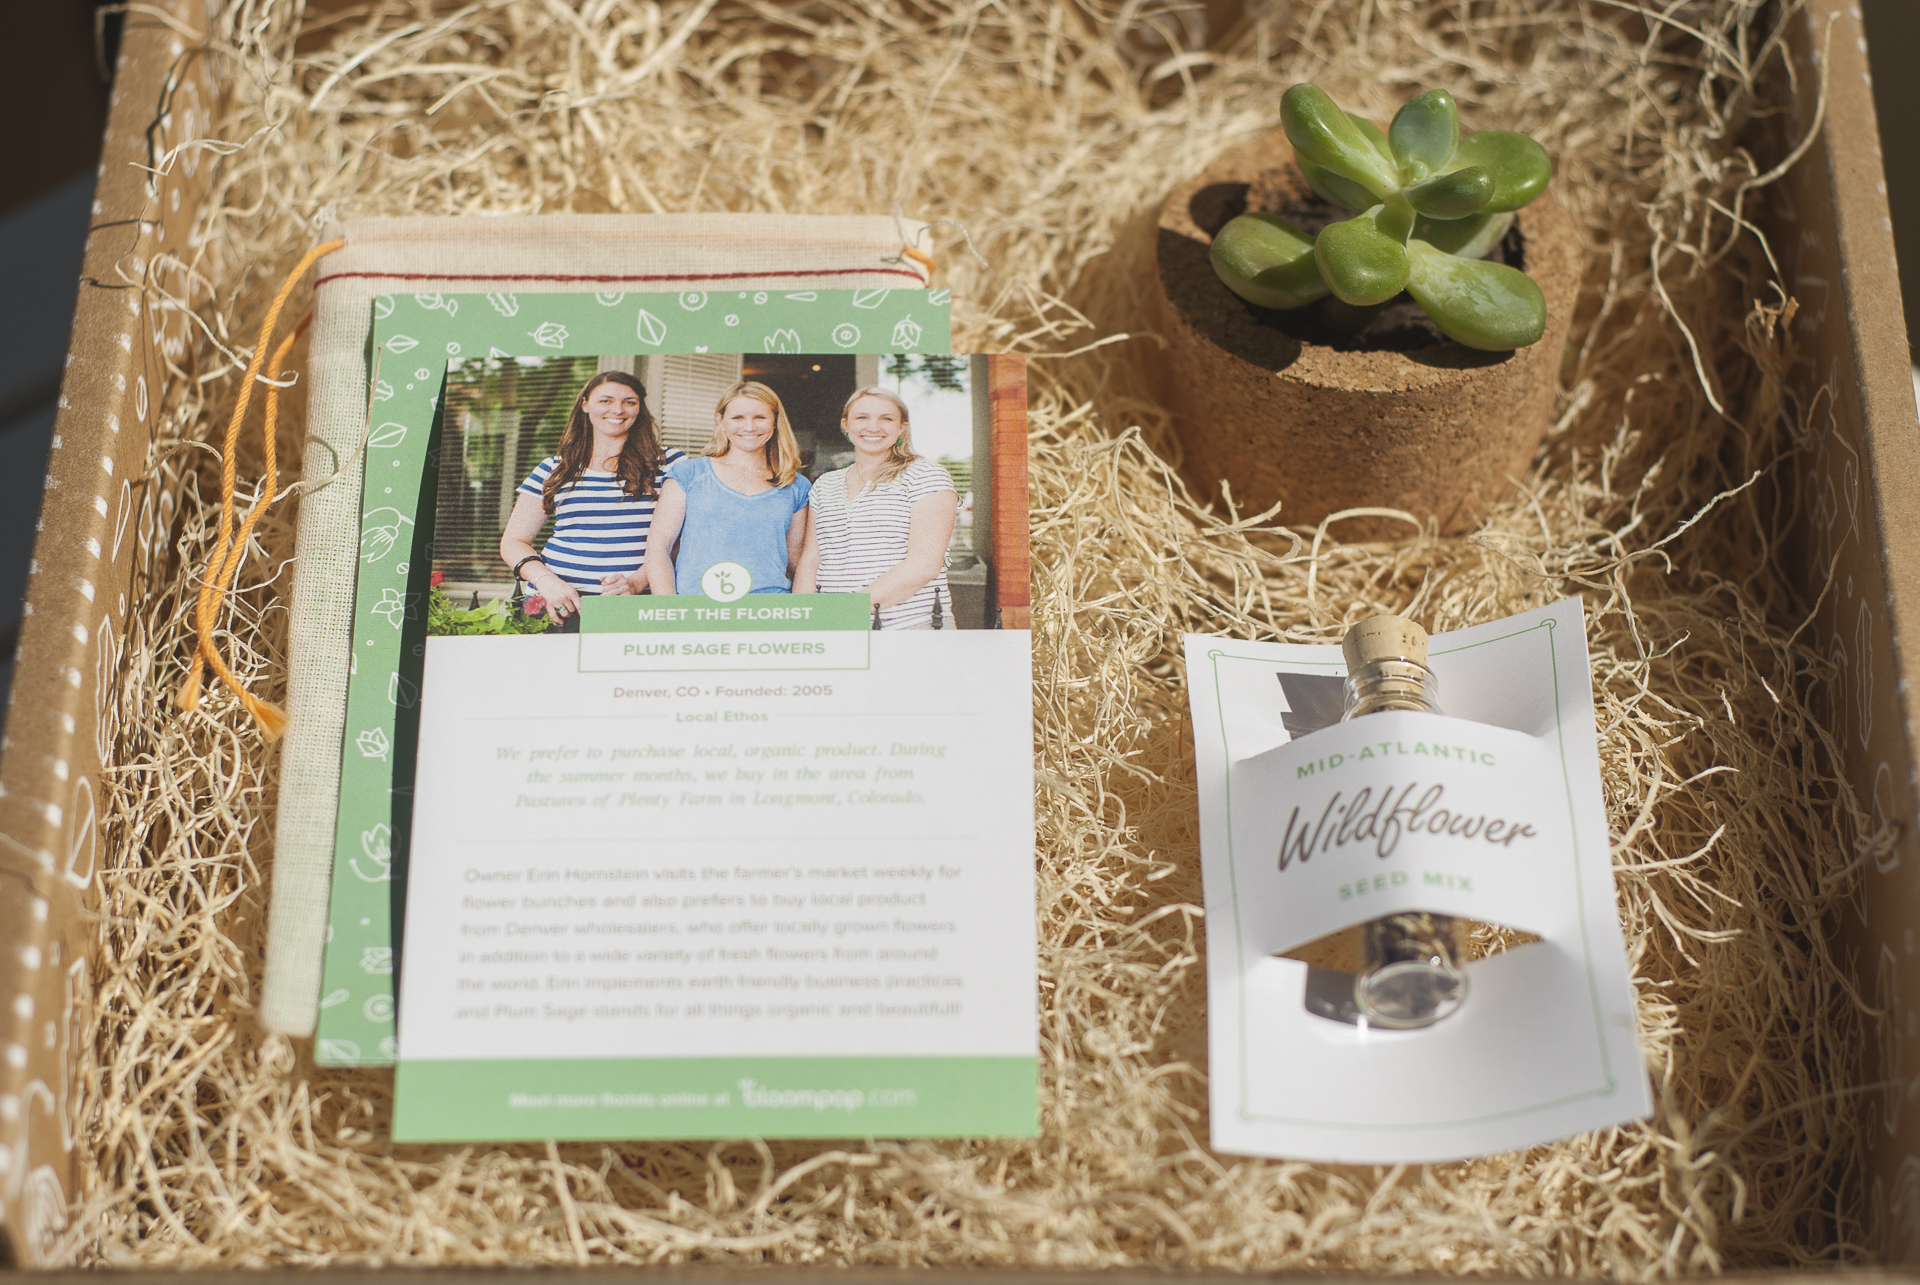 b
MEET THE FLORIST
PLUM SAGE FLOWERS
Denver, CO • Founded: 2005
Local Ethos
We prefer to purchase local, organic product. During
the summer months, we buy in the area from
Pastures of Plenty Farm in Longmont, Colorado.
Owner Erin Hornstein visits the farmer's market weekly for
flower bunches and also prefers to buy local product
from Denver wholesalers, who offer locally grown flowers
in addition to a wide variety of fresh flowers from around
the world. Erin implements earth friendly business practices
and Plum Sage stands for all things organic and beautiful!
Meet more florists online at bloompop.com
MID-ATLANTIC
Wildflower
SEED MIX